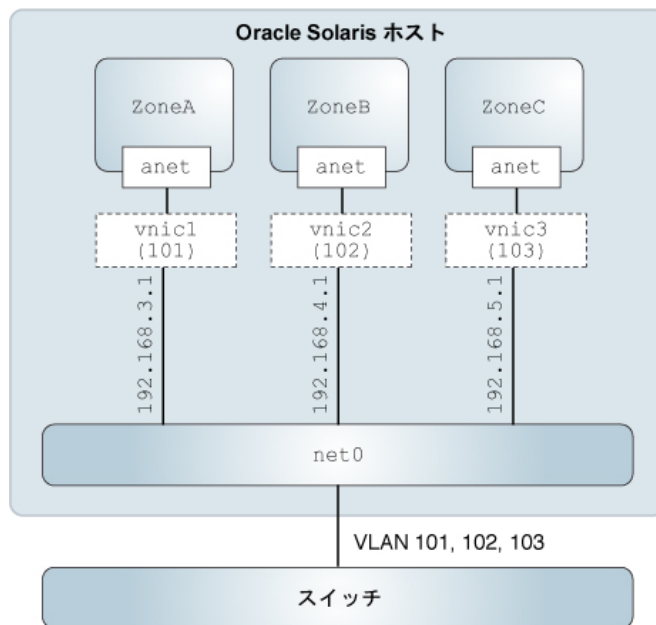 Oracle Solaris ホスト
ZoneA
ZoneB
ZoneC
anet
anet
anet
vnic1
(101)
vnic2
(102)
vnic3
(103)
192.168.3.1
192.168.4.1
192.168.5.1
net0
VLAN 101, 102, 103
スイッチ